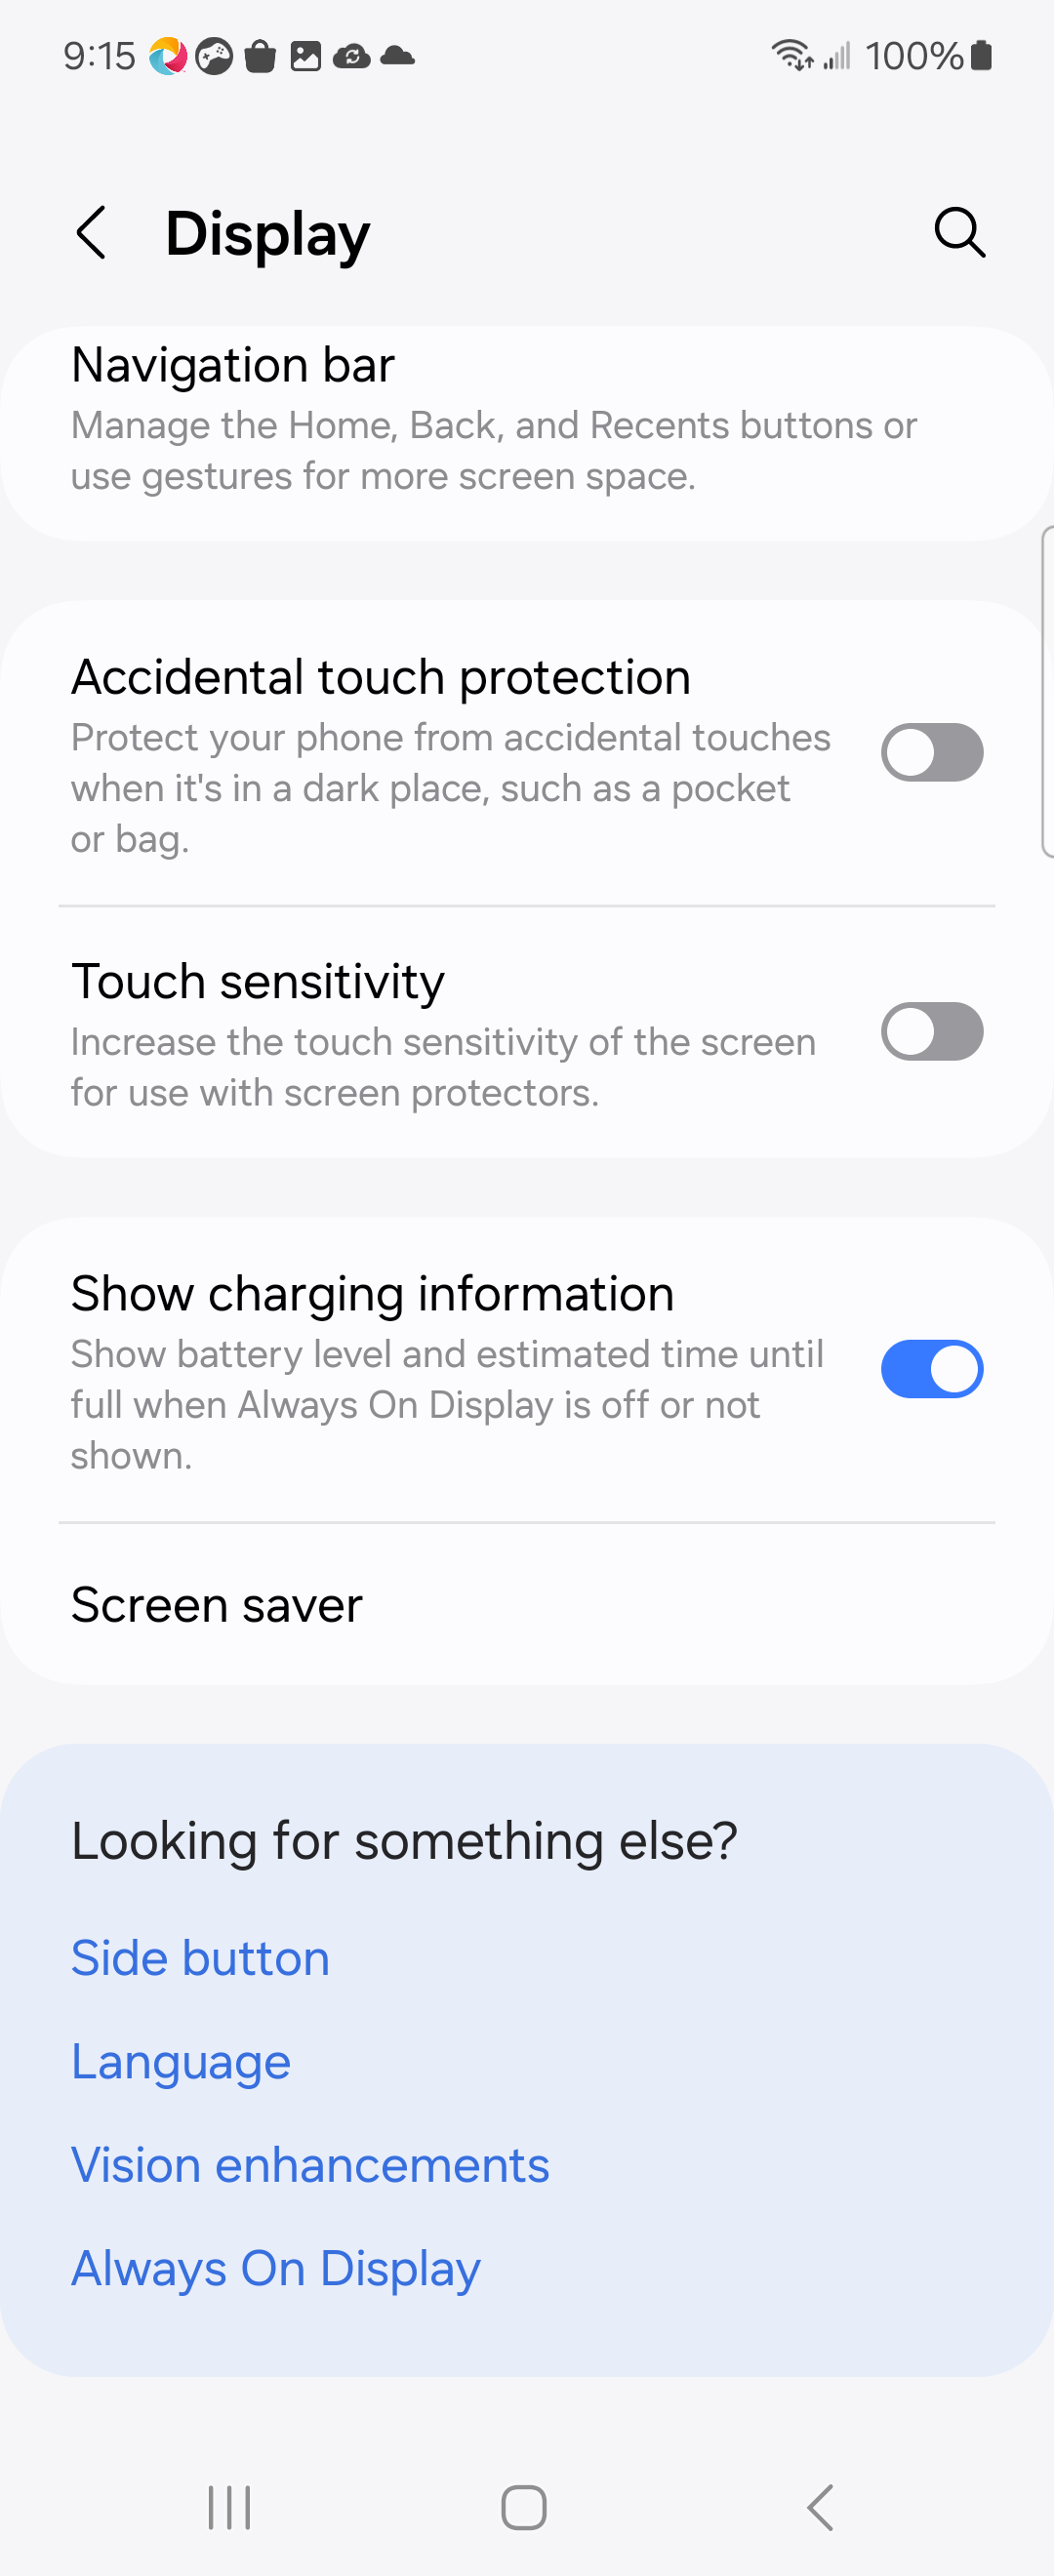 9:15
100%
Display
Navigation bar
Manage the Home, Back, and Recents buttons or
use gestures for more screen space.
Accidental touch protection
Protect your phone from accidental touches
when it's in a dark place, such as a pocket
or bag.
Touch sensitivity
Increase the touch sensitivity of the screen
for use with screen protectors.
Show charging information
Show battery level and estimated time until
full when Always On Display is off or not
shown.
Screen saver
Looking for something else?
Side button
Language
Vision enhancements
Always On Display